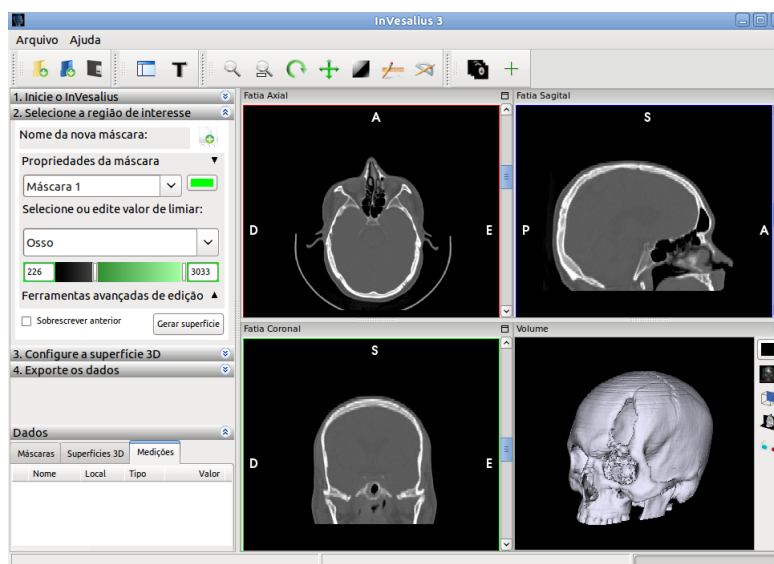 InVesalius 3
Arquivo Ajuda
T
1. Inicie o InVesalius
2. Selecione a região de interesse
Nome da nova máscara:
Propriedades da máscara
Máscara 1
Selecione ou edite valor de limiar:
Osso
226 3033
Ferramentas avançadas de edição
Sobrescrever anterior Gerar superfície
3. Configure a superfície 3D
4. Exporte os dados
Dados
Máscaras Superfícies 3D Medições
Nome Local Tipo Valor
Fatia Axial
A
D E
Fatia Sagital
S
P A
Fatia Coronal
S
D E
Volume